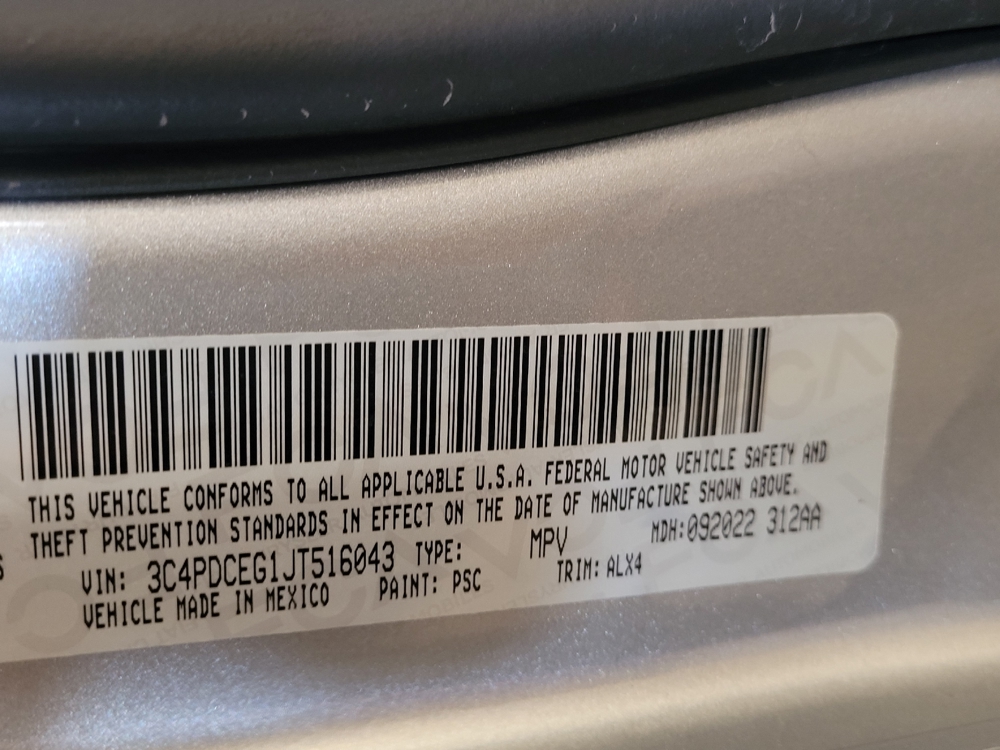 THIS VEHICLE CONFORMS TO ALL APPLICABLE U.S.A. FEDERAL MOTOR VEHICLE SAFETY AND
THEFT PREVENTION STANDARDS IN EFFECT ON THE DATE OF MANUFACTURE SHOWN ABOVE.
VIN: 3C4PDCEG1JT516043 TYPE: MPV MDH:092022 312AA
VEHICLE MADE IN MEXICO PAINT: PSC TRIM: ALX4